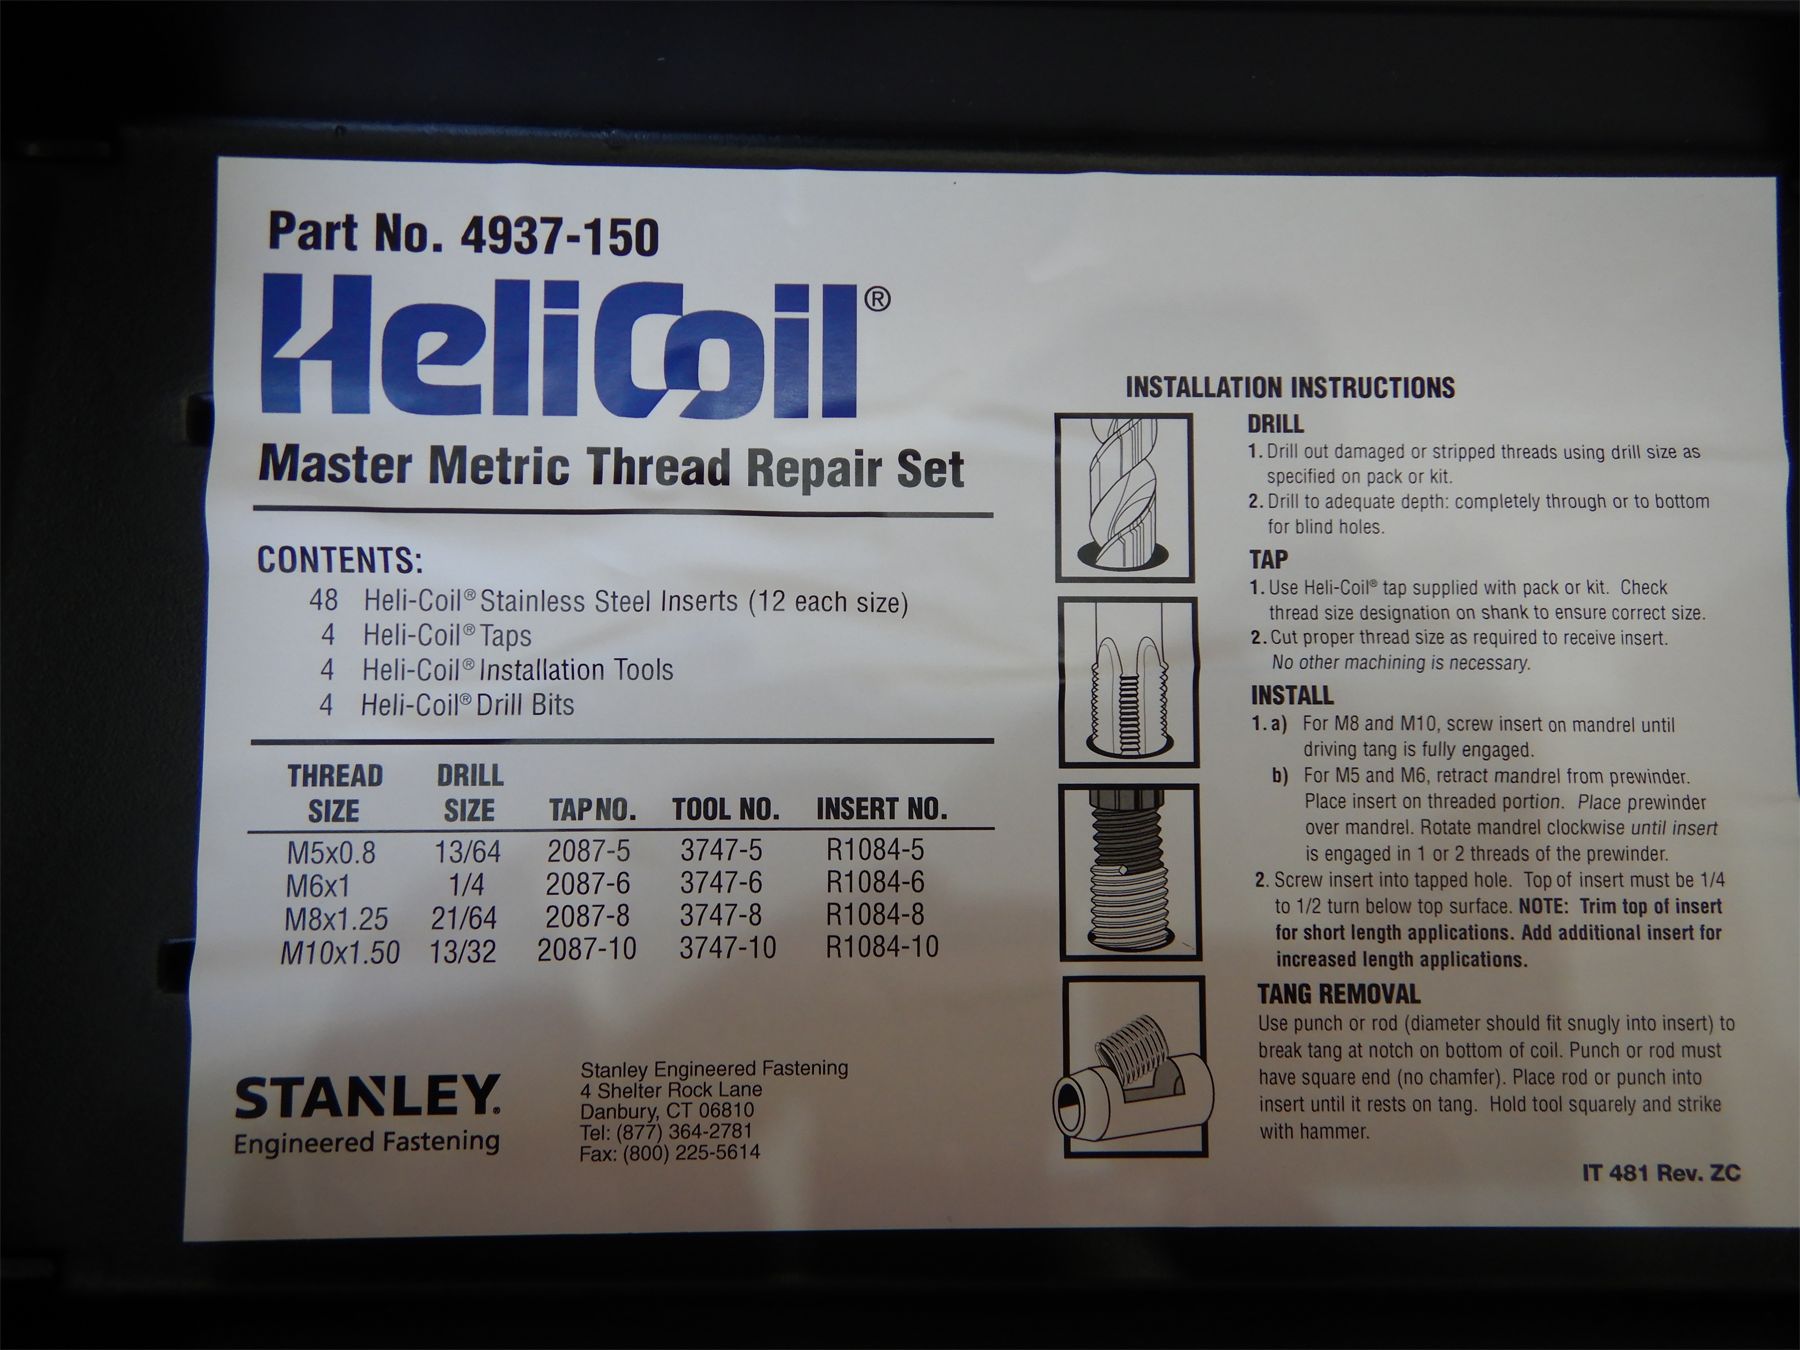 Part No. 4937-150
HeliCoil®
Master Metric Thread Repair Set
CONTENTS:
48 Heli-Coil® Stainless Steel Inserts (12 each size)
4 Heli-Coil® Taps
4 Heli-Coil® Installation Tools
4 Heli-Coil® Drill Bits
THREAD DRILL
SIZE SIZE TAP NO. TOOL NO. INSERT NO.
M5x0.8 13/64 2087-5 3747-5 R1084-5
M6x1 1/4 2087-6 3747-6 R1084-6
M8x1.25 21/64 2087-8 3747-8 R1084-8
M10x1.50 13/32 2087-10 3747-10 R1084-10
STANLEY.
Engineered Fastening
Stanley Engineered Fastening
4 Shelter Rock Lane
Danbury, CT 06810
Tel: (877) 364-2781
Fax: (800) 225-5614
INSTALLATION INSTRUCTIONS
DRILL
1. Drill out damaged or stripped threads using drill size as
specified on pack or kit.
2. Drill to adequate depth: completely through or to bottom
for blind holes.
TAP
1. Use Heli-Coil® tap supplied with pack or kit. Check
thread size designation on shank to ensure correct size.
2. Cut proper thread size as required to receive insert.
No other machining is necessary.
INSTALL
1. a) For M8 and M10, screw insert on mandrel until
driving tang is fully engaged.
b) For M5 and M6, retract mandrel from prewinder.
Place insert on threaded portion. Place prewinder
over mandrel. Rotate mandrel clockwise until insert
is engaged in 1 or 2 threads of the prewinder.
2. Screw insert into tapped hole. Top of insert must be 1/4
to 1/2 turn below top surface. NOTE: Trim top of insert
for short length applications. Add additional insert for
increased length applications.
TANG REMOVAL
Use punch or rod (diameter should fit snugly into insert) to
break tang at notch on bottom of coil. Punch or rod must
have square end (no chamfer). Place rod or punch into
insert until it rests on tang. Hold tool squarely and strike
with hammer.
IT 481 Rev. ZC